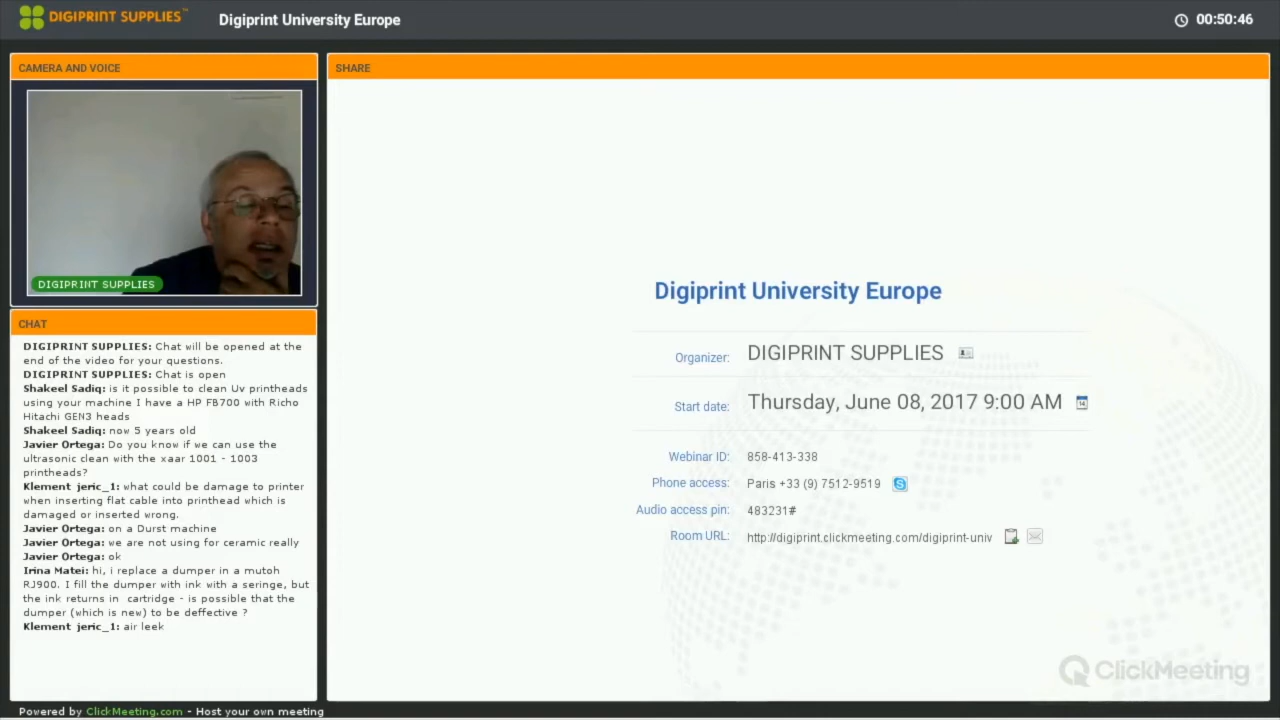 DIGIPRINT SUPPLIES™
Digiprint University Europe
00:50:46
CAMERA AND VOICE
DIGIPRINT SUPPLIES
CHAT
DIGIPRINT SUPPLIES: Chat will be opened at the
end of the video for your questions.
DIGIPRINT SUPPLIES: Chat is open
Shakeel Sadiq: is it possible to clean Uv printheads
using your machine I have a HP FB700 with Richo
Hitachi GEN3 heads
Shakeel Sadiq: now 5 years old
Javier Ortega: Do you know if we can use the
ultrasonic clean with the xaar 1001 - 1003
printheads?
Klement jeric_1: what could be damage to printer
when inserting flat cable into printhead which is
damaged or inserted wrong.
Javier Ortega: on a Durst machine
Javier Ortega: we are not using for ceramic really
Javier Ortega: ok
Irina Matei: hi, i replace a dumper in a mutoh
RJ900. I fill the dumper with ink with a seringe, but
the ink returns in cartridge - is possible that the
dumper (which is new) to be deffective ?
Klement jeric_1: air leek
SHARE
Digiprint University Europe
Organizer: DIGIPRINT SUPPLIES
Start date: Thursday, June 08, 2017 9:00 AM
14
Webinar ID: 858-413-338
Phone access: Paris +33 (9) 7512-9519
Audio access pin: 483231#
Room URL: http://digiprint.clickmeeting.com/digiprint-univ
ClickMeeting
Powered by ClickMeeting.com - Host your own meeting